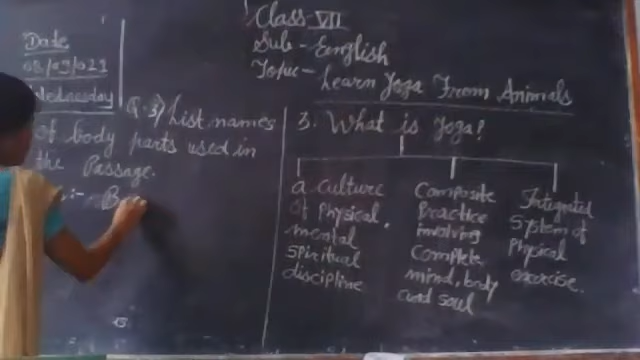 Class VII
Sub - English
Topic - Learn Yoga From Animals
Date
Wednesday
Q. 3) List names
of body parts used in
the Passage.
3. What is Yoga?
a culture
of Physical,
mental
spiritual
discipline
Composite
Practice
involving
Complete
mind, body
and soul
Integrated
System of
Physical
exercise.